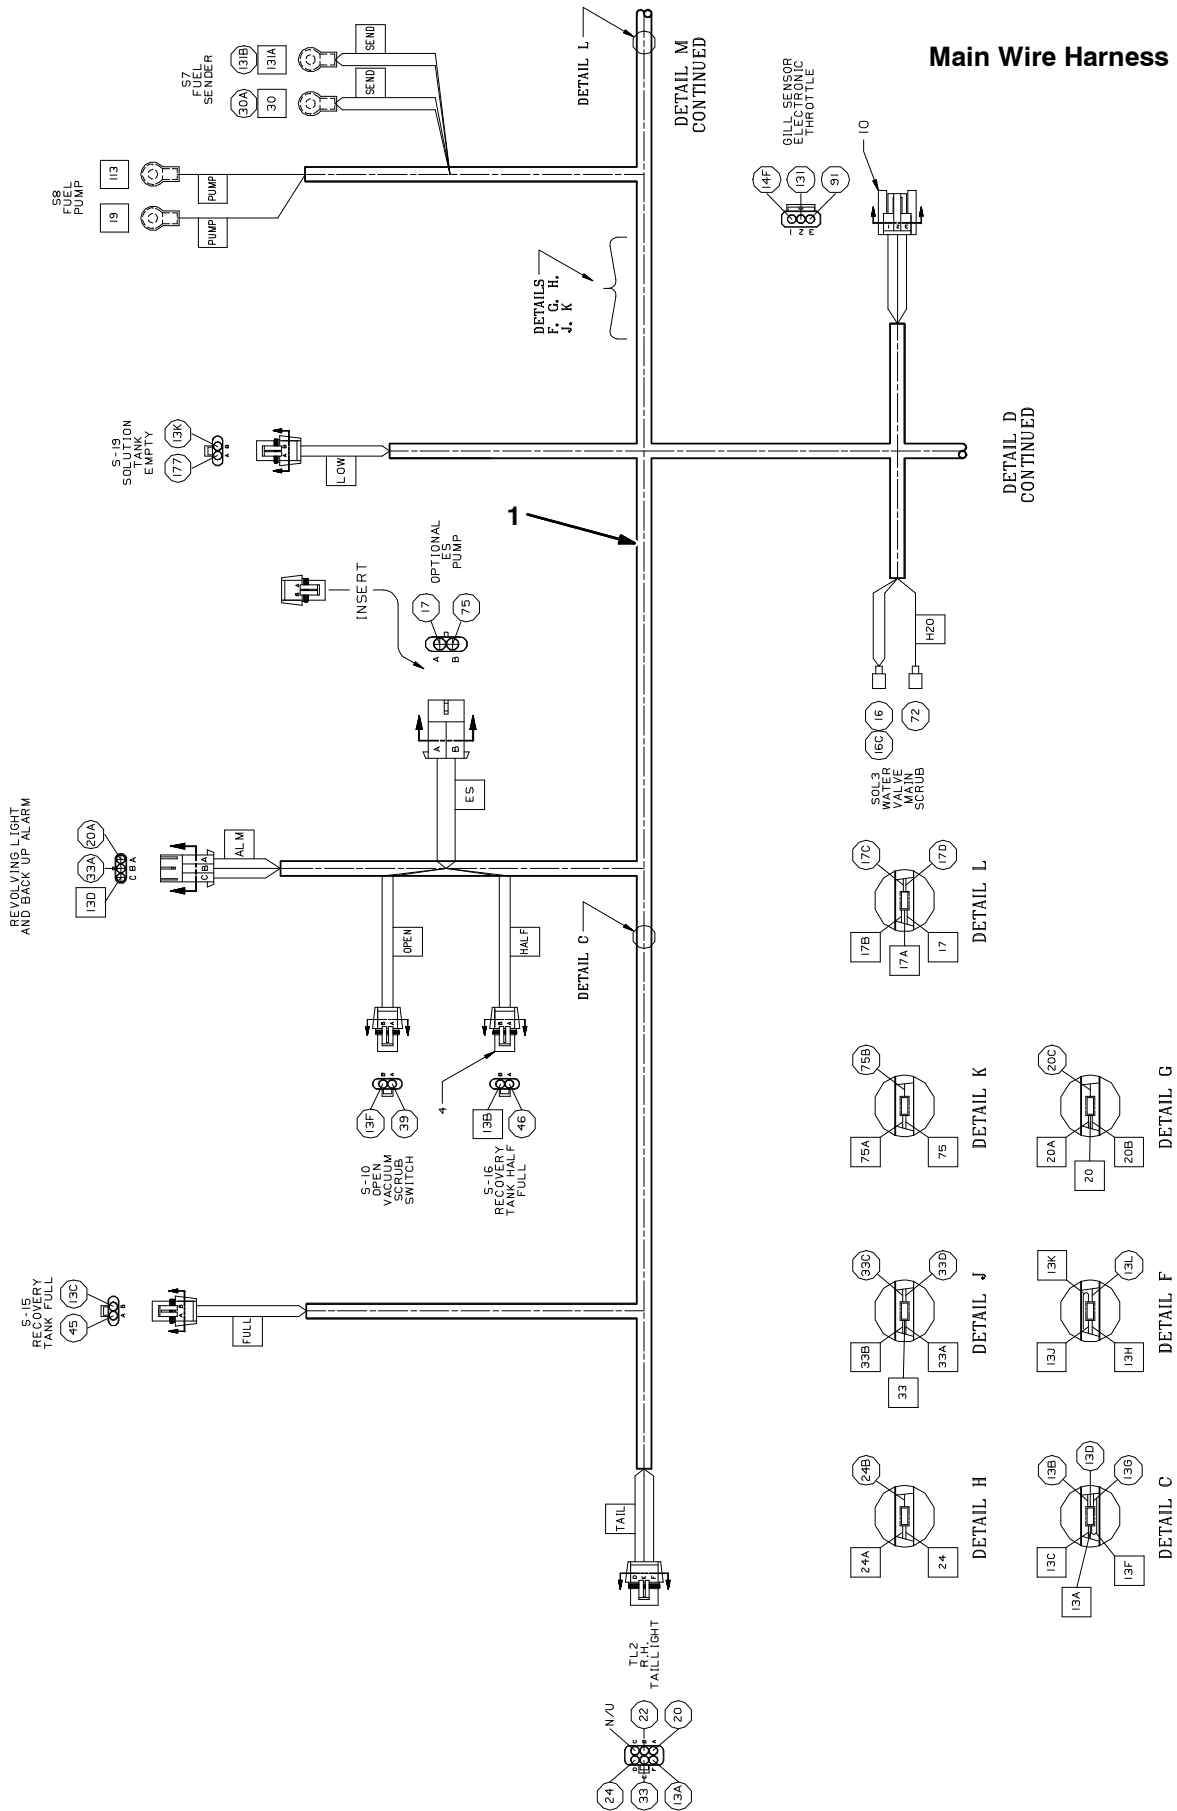 Main Wire Harness
S7
FUEL
SENDER
131B
131A
SEND
30A
30
SEND
S8
FUEL
PUMP
113
PUMP
19
PUMP
DETAIL L
DETAIL M
CONTINUED
GILL SENSOR
ELECTRONIC
THROTTLE
14F
131
91
1 2 3
10
1 2 3
DETAILS
F. G. H.
J. K
S-19
SOLUTION
TANK
EMPTY
13K
177
A B
A B
LOW
1
DETAIL D
CONTINUED
INSERT
B A
OPTIONAL
ES
PUMP
17
75
A
B
A
B
ES
H20
16
16C
72
SOL3
WATER
VALVE
MAIN
SCRUB
REVOLVING LIGHT
AND BACK UP ALARM
20A
33A
13D
C B A
C B A
ALM
OPEN
HALF
DETAIL C
B A
B A
B A
B A
4
13F
39
13B
46
S-10
OPEN
VACUUM
SCRUB
SWITCH
S-16
RECOVERY
TANK HALF
FULL
17C
17D
17B
17A
17
DETAIL L
75B
75A
75
DETAIL K
20C
20A
20
20B
DETAIL G
S-15
RECOVERY
TANK FULL
13C
45
A B
A B
FULL
33C
33D
33B
33
33A
DETAIL J
13K
13L
13J
13H
DETAIL F
24B
24A
24
DETAIL H
13B
13D
13G
13C
13A
13F
DETAIL C
TAIL
D E F
TL2
R.H.
TAILLIGHT
N/U
22
20
C B A
D E F
24
33
13A